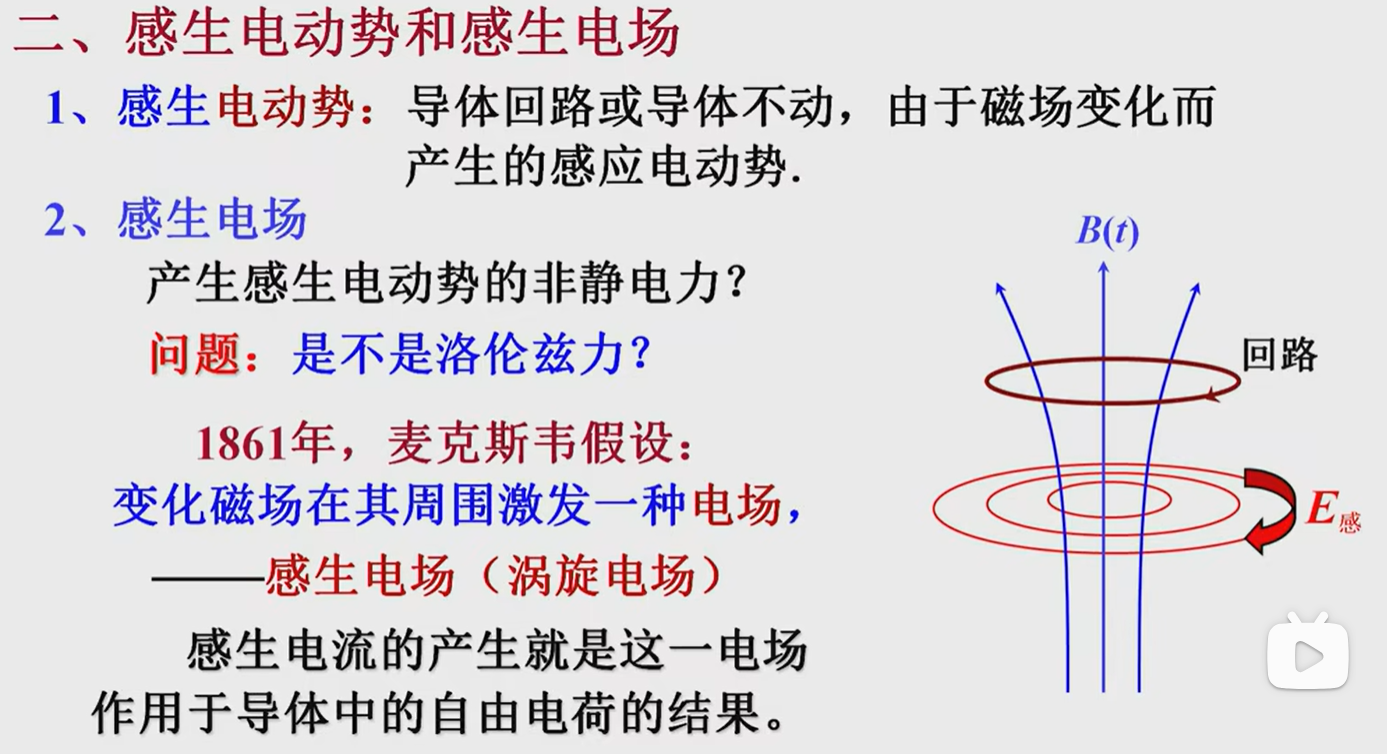 二、感生电动势和感生电场
1、感生电动势：导体回路或导体不动，由于磁场变化而
产生的感应电动势.
2、感生电场
产生感生电动势的非静电力？
问题：是不是洛伦兹力？
1861年，麦克斯韦假设：
变化磁场在其周围激发一种电场，
——感生电场（涡旋电场）
感生电流的产生就是这一电场
作用于导体中的自由电荷的结果。
B(t)
回路
E感